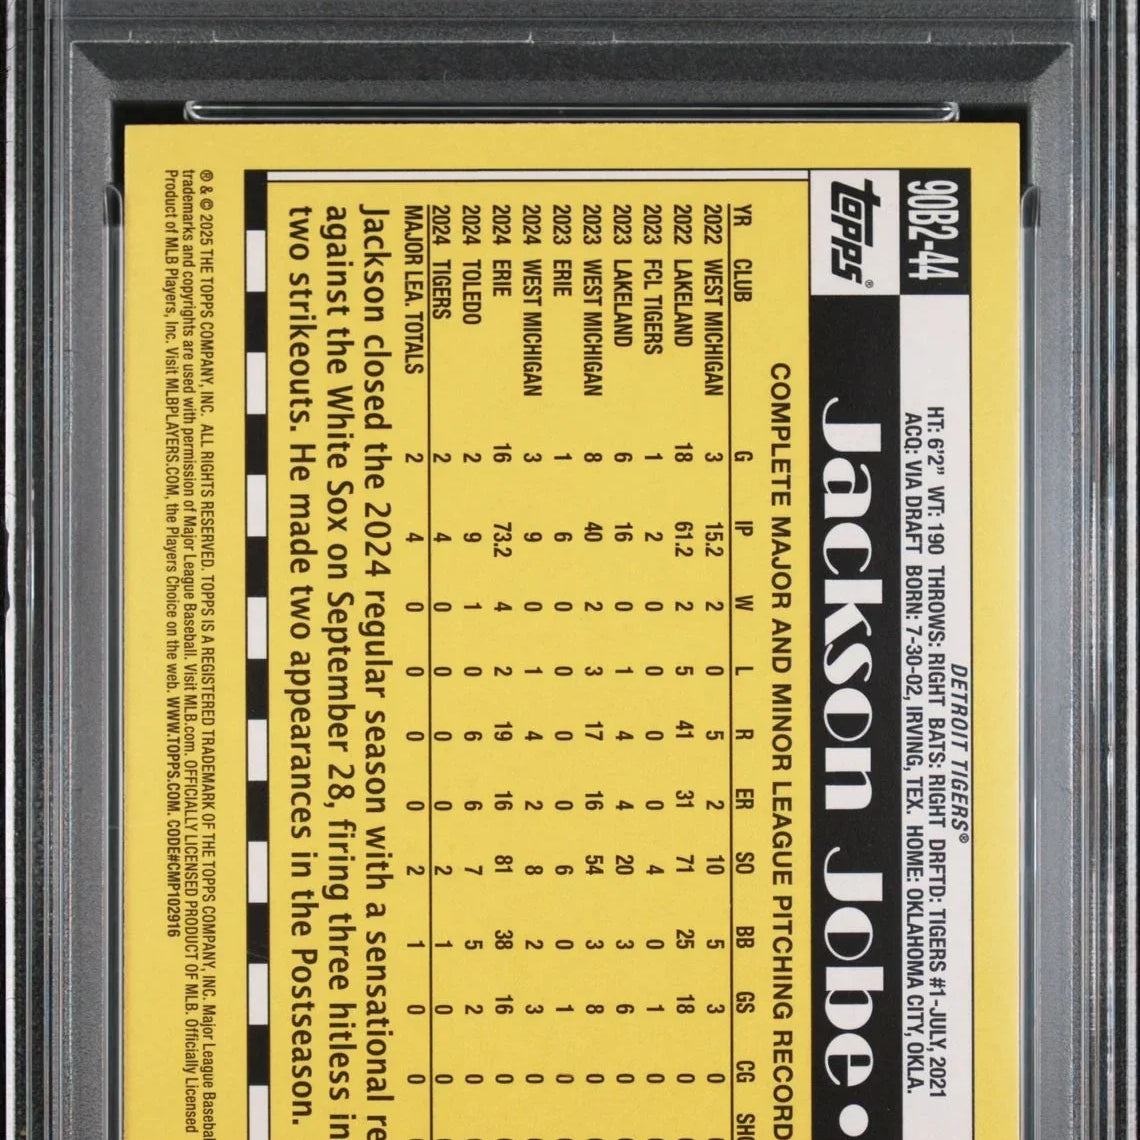 90B2-44
DETROIT TIGERS®
HT: 6'2" WT: 190 THROWS: RIGHT BATS: RIGHT DRFTD: TIGERS #1-JULY, 2021
ACQ: VIA DRAFT BORN: 7-30-02, IRVING, TEX. HOME: OKLAHOMA CITY, OKLA.
topps®
Jackson Jobe •
COMPLETE MAJOR AND MINOR LEAGUE PITCHING RECORD
YR CLUB G IP W L R ER SO BB GS CG
2022 WEST MICHIGAN 3 15.2 2 0 5 2 10 5 3 0
2022 LAKELAND 18 61.2 2 5 41 31 71 25 18 0
2023 FCL TIGERS 1 2 0 0 0 0 4 0 1 0
2023 LAKELAND 6 16 0 1 4 4 20 3 6 0
2023 WEST MICHIGAN 8 40 2 3 17 16 54 3 8 0
2023 ERIE 1 6 0 0 0 0 6 0 1 0
2024 WEST MICHIGAN 3 9 0 1 4 2 8 2 3 0
2024 ERIE 16 73.2 4 2 19 16 81 38 16 0
2024 TOLEDO 2 9 1 0 6 6 7 5 2 0
2024 TIGERS 2 4 0 0 0 0 2 1 0 0
MAJOR LEA. TOTALS 2 4 0 0 0 0 2 1 0 0
Jackson closed the 2024 regular season with a sensational re
against the White Sox on September 28, firing three hitless in
two strikeouts. He made two appearances in the Postseason.
® & © 2025 THE TOPPS COMPANY, INC. ALL RIGHTS RESERVED. TOPPS IS A REGISTERED TRADEMARK OF THE TOPPS COMPANY, INC. Major League Basebal
trademarks and copyrights are used with permission of Major League Baseball. Visit MLB.com. OFFICIALLY LICENSED PRODUCT OF MLB. Officially Licensed
Product of MLB Players, Inc. Visit MLBPLAYERS.COM, the Players Choice on the web. WWW.TOPPS.COM. CODE#CMP102916